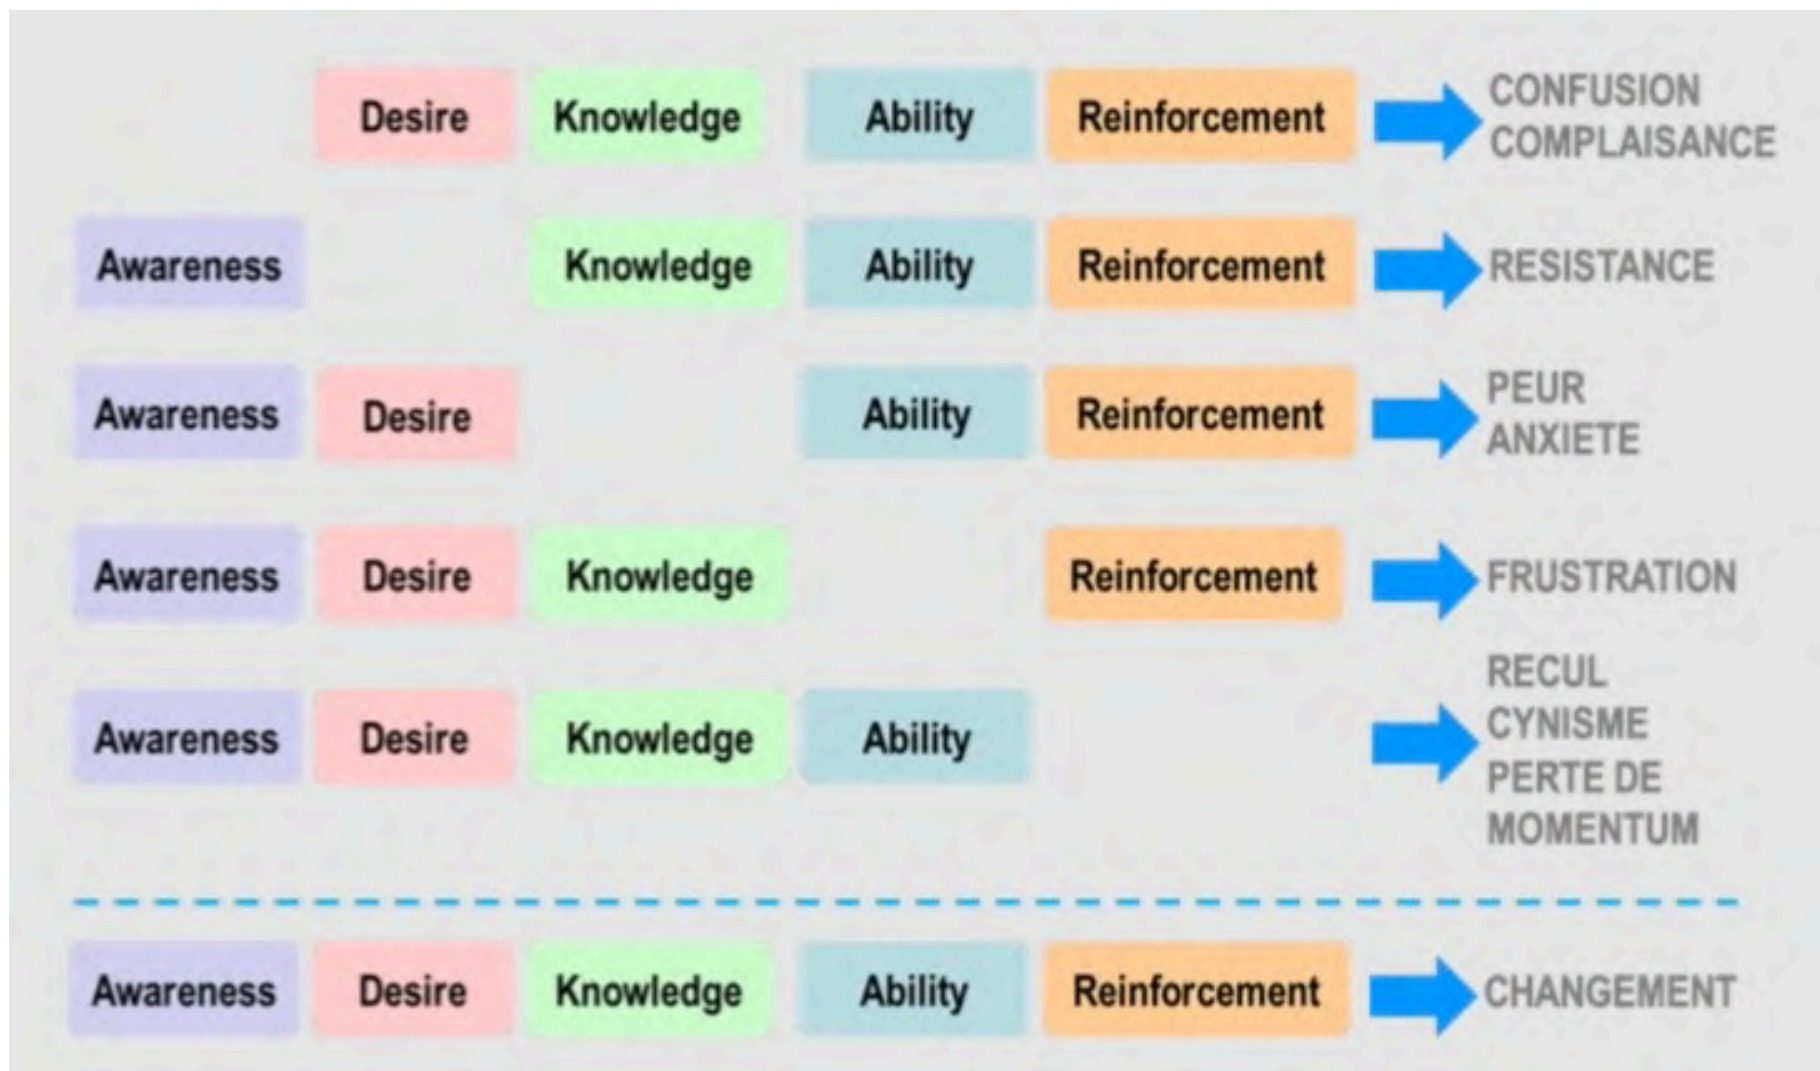 Desire Knowledge Ability Reinforcement CONFUSION
COMPLAISANCE
Awareness Knowledge Ability Reinforcement RESISTANCE
Awareness Desire Ability Reinforcement PEUR
ANXIETE
Awareness Desire Knowledge Reinforcement FRUSTRATION
Awareness Desire Knowledge Ability RECUL
CYNISME
PERTE DE
MOMENTUM
Awareness Desire Knowledge Ability Reinforcement CHANGEMENT